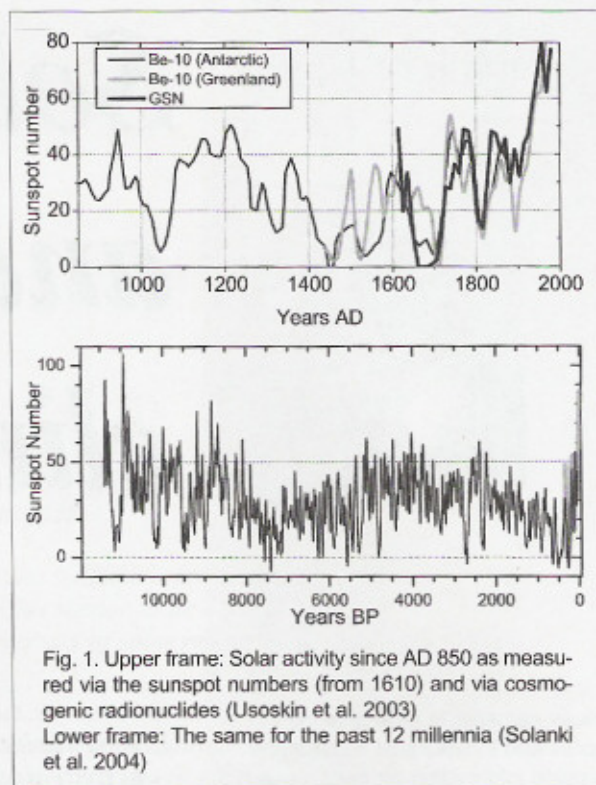 80
60
40
20
0
Sunspot number
Be-10 (Antarctic)
Be-10 (Greenland)
GSN
1000 1200 1400 1600 1800 2000
Years AD
100
50
0
Sunspot Number
10000 8000 6000 4000 2000 0
Years BP
Fig. 1. Upper frame: Solar activity since AD 850 as measu-
red via the sunspot numbers (from 1610) and via cosmo-
genic radionuclides (Usoskin et al. 2003)
Lower frame: The same for the past 12 millennia (Solanki
et al. 2004)